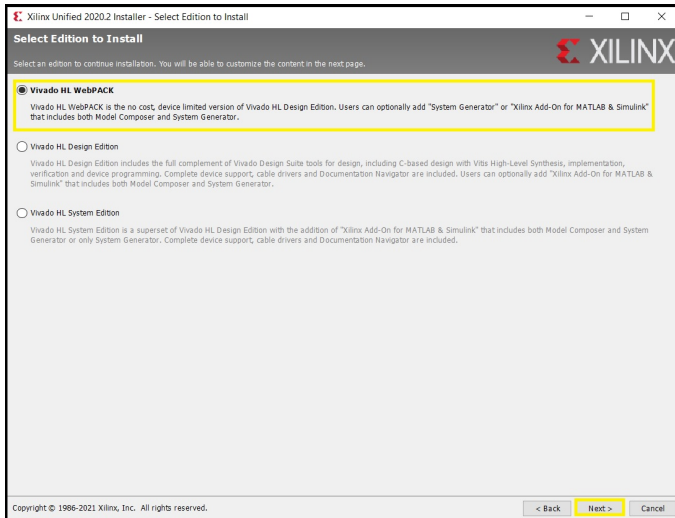 Xilinx Unified 2020.2 Installer - Select Edition to Install
Select Edition to Install
XILINX
Select an edition to continue installation. You will be able to customize the content in the next page.
Vivado HL WebPACK
Vivado HL WebPACK is the no cost, device limited version of Vivado HL Design Edition. Users can optionally add "System Generator" or "Xilinx Add-On for MATLAB & Simulink"
that includes both Model Composer and System Generator.
Vivado HL Design Edition
Vivado HL Design Edition includes the full complement of Vivado Design Suite tools for design, including C-based design with Vitis High-Level Synthesis, implementation,
verification and device programming. Complete device support, cable drivers and Documentation Navigator are included. Users can optionally add "Xilinx Add-On for MATLAB &
Simulink" that includes both Model Composer and System Generator.
Vivado HL System Edition
Vivado HL System Edition is a superset of Vivado HL Design Edition with the addition of "Xilinx Add-On for MATLAB & Simulink" that includes both Model Composer and System
Generator or only System Generator. Complete device support, cable drivers and Documentation Navigator are included.
Copyright © 1986-2021 Xilinx, Inc. All rights reserved.
< Back Next > Cancel